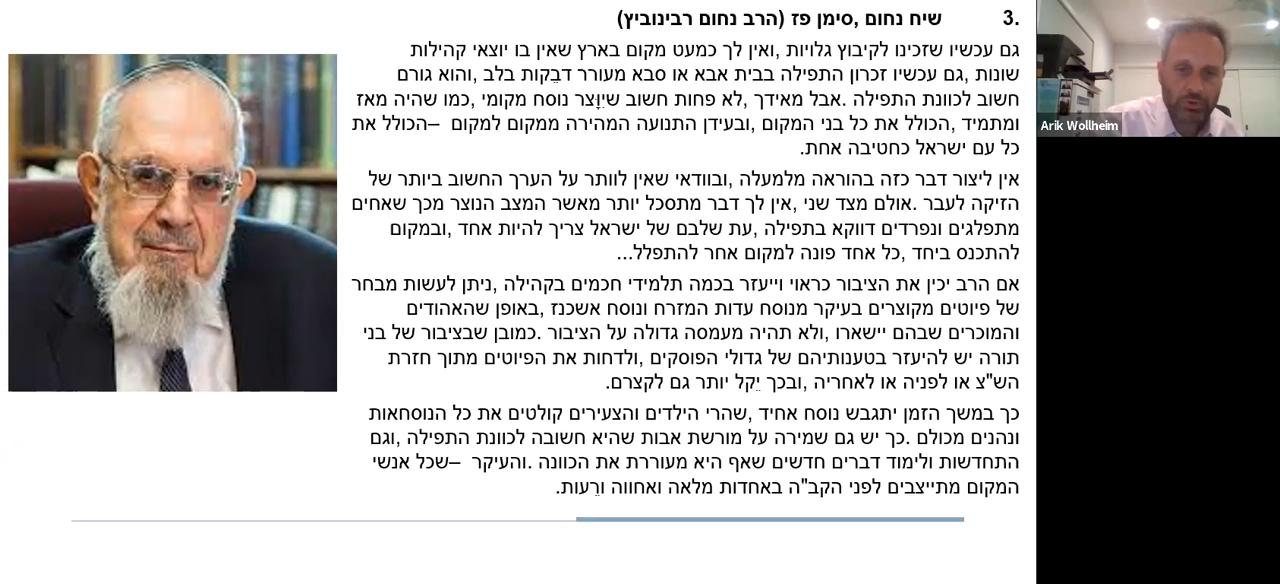 3. שיח נחום ,סימן פז (הרב נחום רבינוביץ)
גם עכשיו שזכינו לקיבוץ גלויות ,ואין לך כמעט מקום בארץ שאין בו יוצאי קהילות
שונות ,גם עכשיו זכרון התפילה בבית אבא או סבא מעורר דבֵקות בלב ,והוא גורם
חשוב לכוונת התפילה .אבל מאידך ,לא פחות חשוב שיִוָּצר נוסח מקומי ,כמו שהיה מאז
ומתמיד ,הכולל את כל בני המקום ,ובעידן התנועה המהירה ממקום למקום –הכולל את
כל עם ישראל כחטיבה אחת.
אין ליצור דבר כזה בהוראה מלמעלה ,ובוודאי שאין לוותר על הערך החשוב ביותר של
הזיקה לעבר .אולם מצד שני ,אין לך דבר מתסכל יותר מאשר המצב הנוצר מכך שאחים
מתפלגים ונפרדים דווקא בתפילה ,עת שלבם של ישראל צריך להיות אחד ,ובמקום
להתכנס ביחד ,כל אחד פונה למקום אחר להתפלל...
אם הרב יכין את הציבור כראוי וייעזר בכמה תלמידי חכמים בקהילה ,ניתן לעשות מבחר
של פיוטים מקוצרים בעיקר מנוסח עדות המזרח ונוסח אשכנז ,באופן שהאהודים
והמוכרים שבהם יישארו ,ולא תהיה מעמסה גדולה על הציבור .כמובן שבציבור של בני
תורה יש להיעזר בטענותיהם של גדולי הפוסקים ,ולדחות את הפיוטים מתוך חזרת
הש"צ או לפניה או לאחריה ,ובכך יֵקל יותר גם לקצרם.
כך במשך הזמן יתגבש נוסח אחיד ,שהרי הילדים והצעירים קולטים את כל הנוסחאות
ונהנים מכולם .כך יש גם שמירה על מורשת אבות שהיא חשובה לכוונת התפילה ,וגם
התחדשות ולימוד דברים חדשים שאף היא מעוררת את הכוונה .והעיקר –שכל אנשי
המקום מתייצבים לפני הקב"ה באחדות מלאה ואחווה ורֵעות.
Arik Wollheim